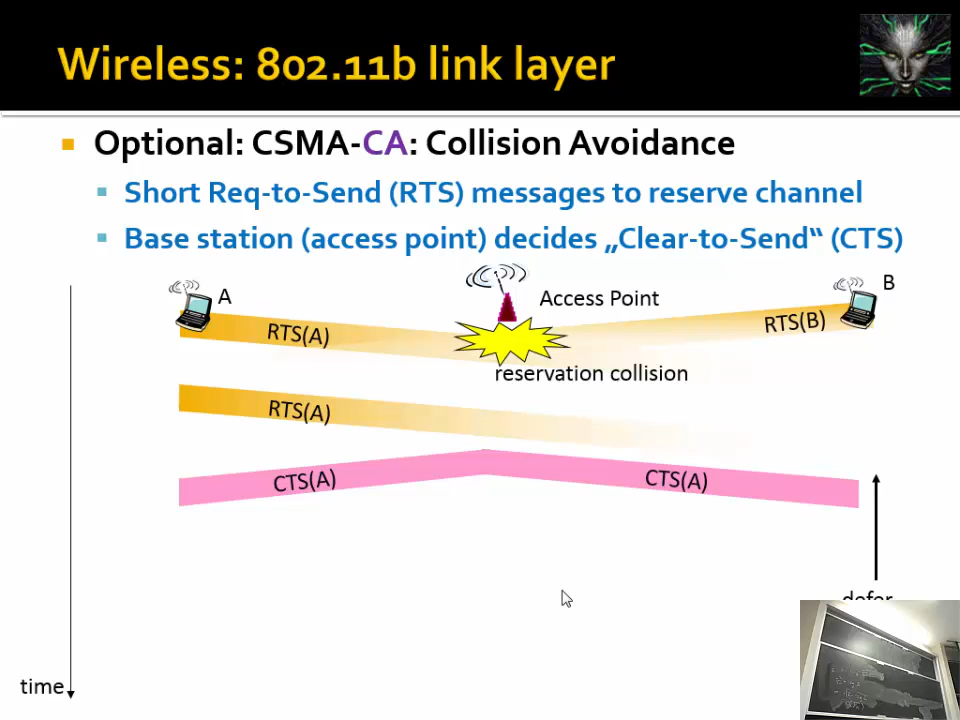 Wireless: 802.11b link layer
Optional: CSMA-CA: Collision Avoidance
Short Req-to-Send (RTS) messages to reserve channel
Base station (access point) decides „Clear-to-Send“ (CTS)
A
Access Point
B
RTS(A)
RTS(B)
reservation collision
RTS(A)
CTS(A)
CTS(A)
defer
time